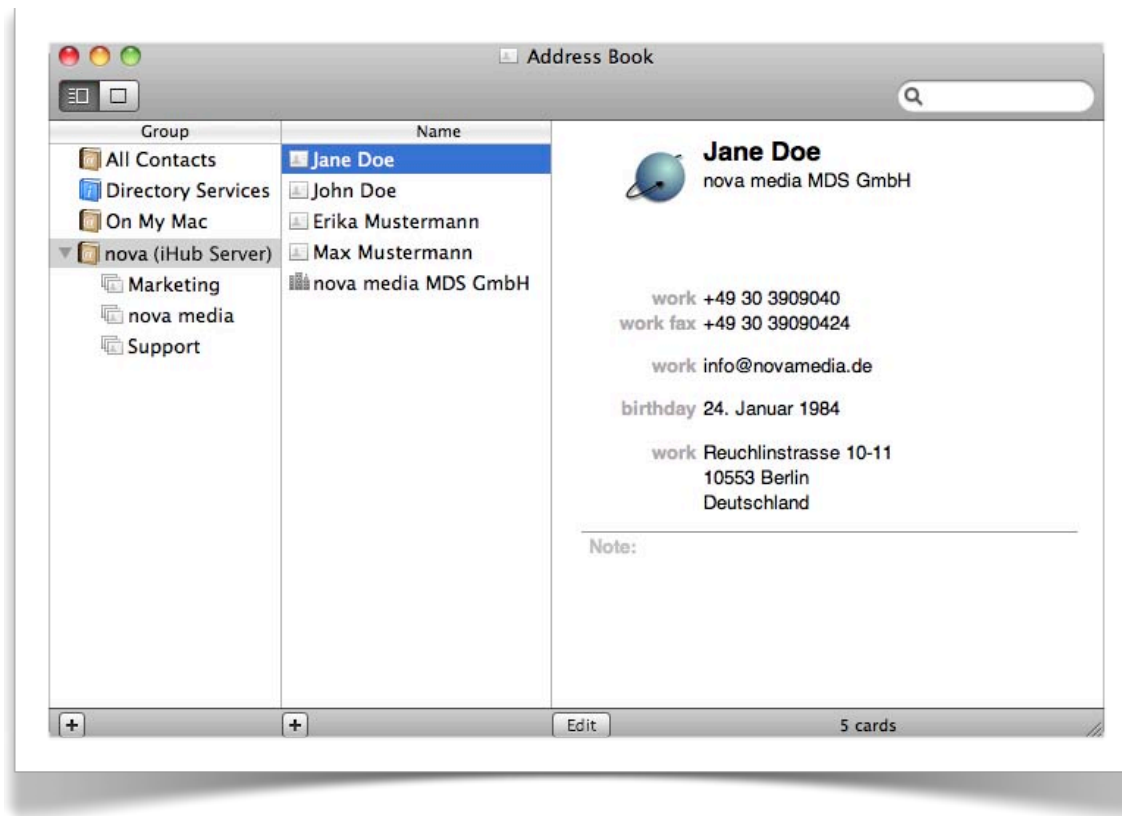 Address Book
Group
All Contacts
Directory Services
On My Mac
nova (iHub Server)
Marketing
nova media
Support
Name
Jane Doe
John Doe
Erika Mustermann
Max Mustermann
nova media MDS GmbH
Jane Doe
nova media MDS GmbH
work +49 30 3909040
work fax +49 30 39090424
work info@novamedia.de
birthday 24. Januar 1984
work Reuchlinstrasse 10-11
10553 Berlin
Deutschland
Note:
Edit
5 cards